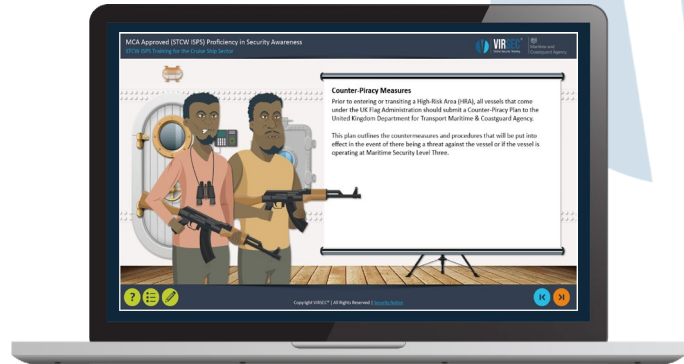 MCA Approved (STCW ISPS) Proficiency in Security Awareness
STCW ISPS Training for the Cruise Ship Sector
VIRSEC®
Maritime and
Coastguard Agency
Counter-Piracy Measures
Prior to entering or transiting a High-Risk Area (HRA), all vessels that come
under the UK Flag Administration should submit a Counter-Piracy Plan to the
United Kingdom Department for Transport Maritime & Coastguard Agency.
This plan outlines the countermeasures and procedures that will be put into
effect in the event of there being a threat against the vessel or if the vessel is
operating at Maritime Security Level Three.
?
Copyright VIRSEC® | All Rights Reserved | Security Notice